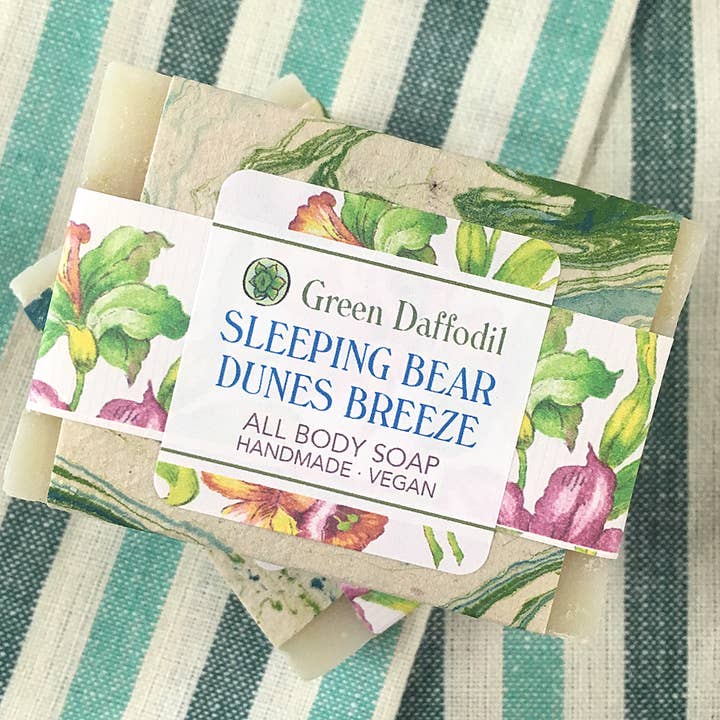 Green Daffodil
SLEEPING BEAR
DUNES BREEZE
ALL BODY SOAP
HANDMADE · VEGAN